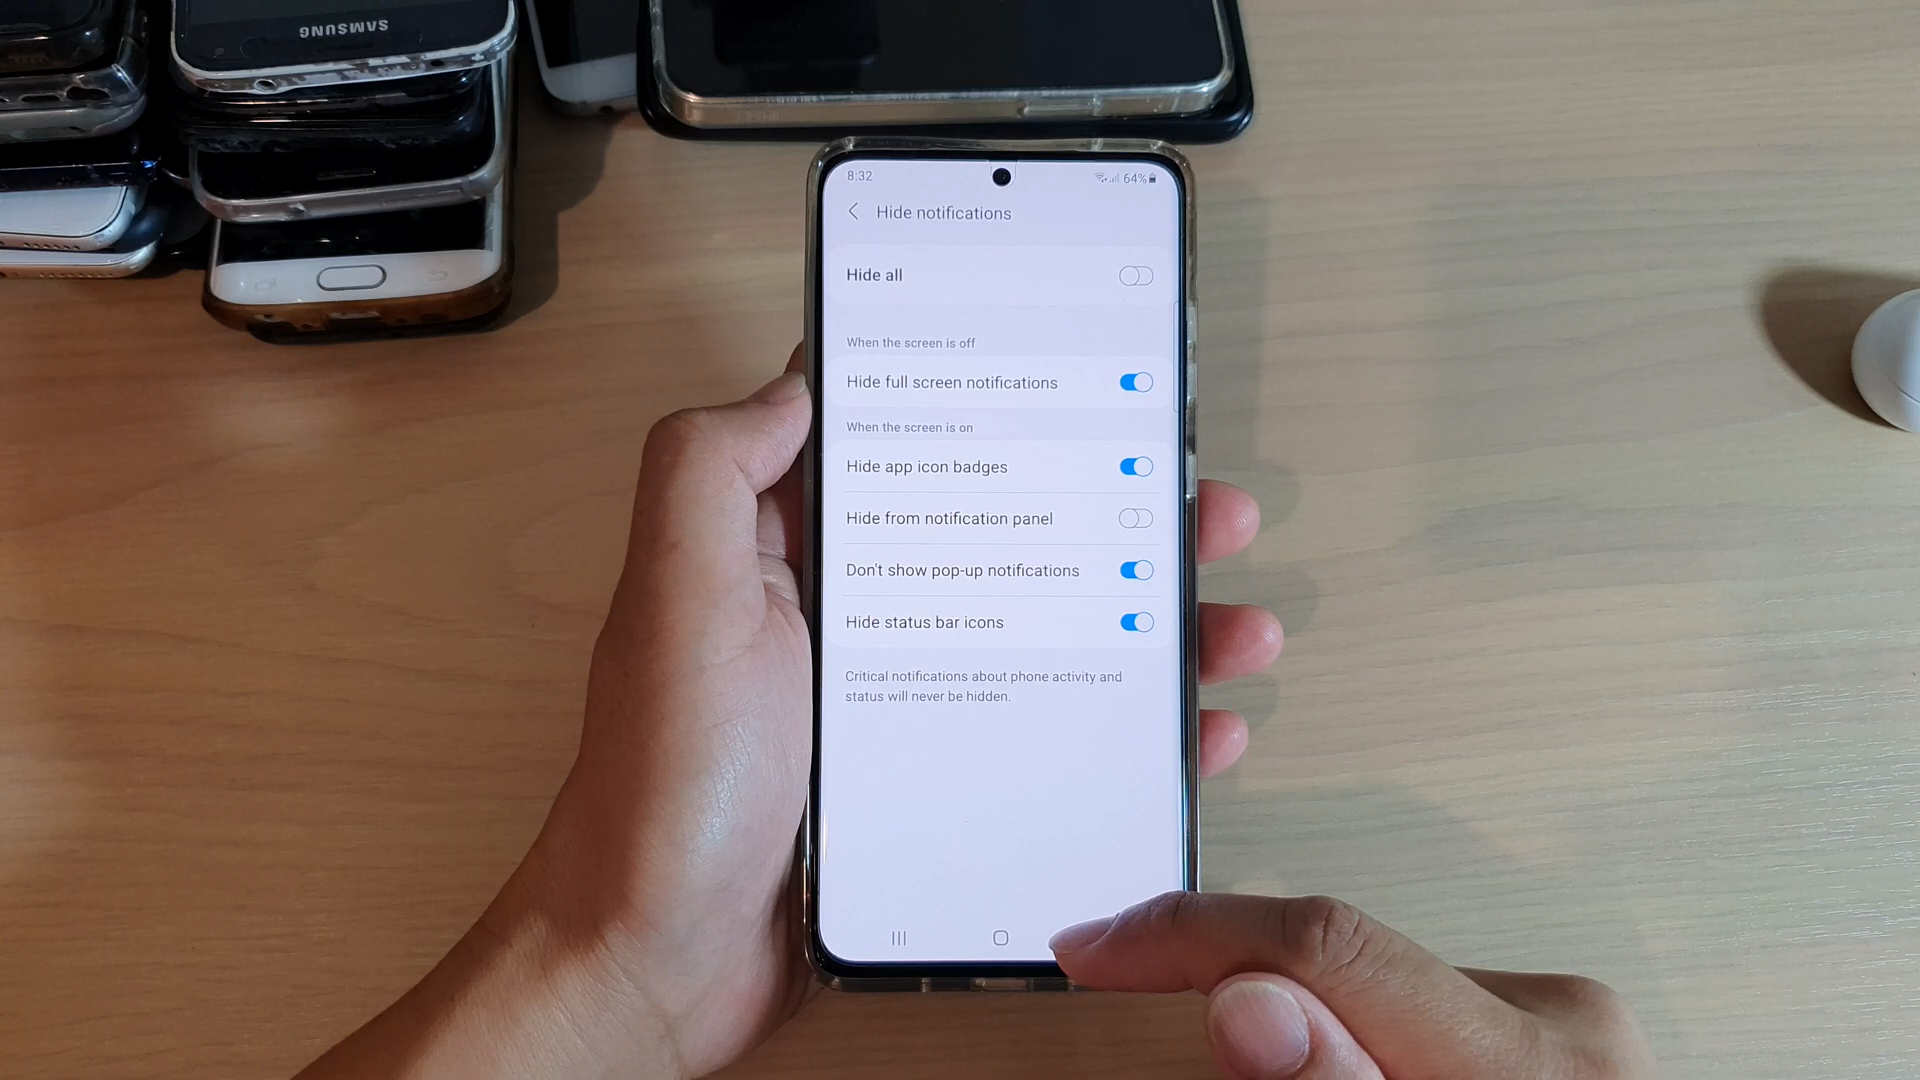 SAMSUNG
8:32
64%
Hide notifications
Hide all
When the screen is off
Hide full screen notifications
When the screen is on
Hide app icon badges
Hide from notification panel
Don't show pop-up notifications
Hide status bar icons
Critical notifications about phone activity and
status will never be hidden.